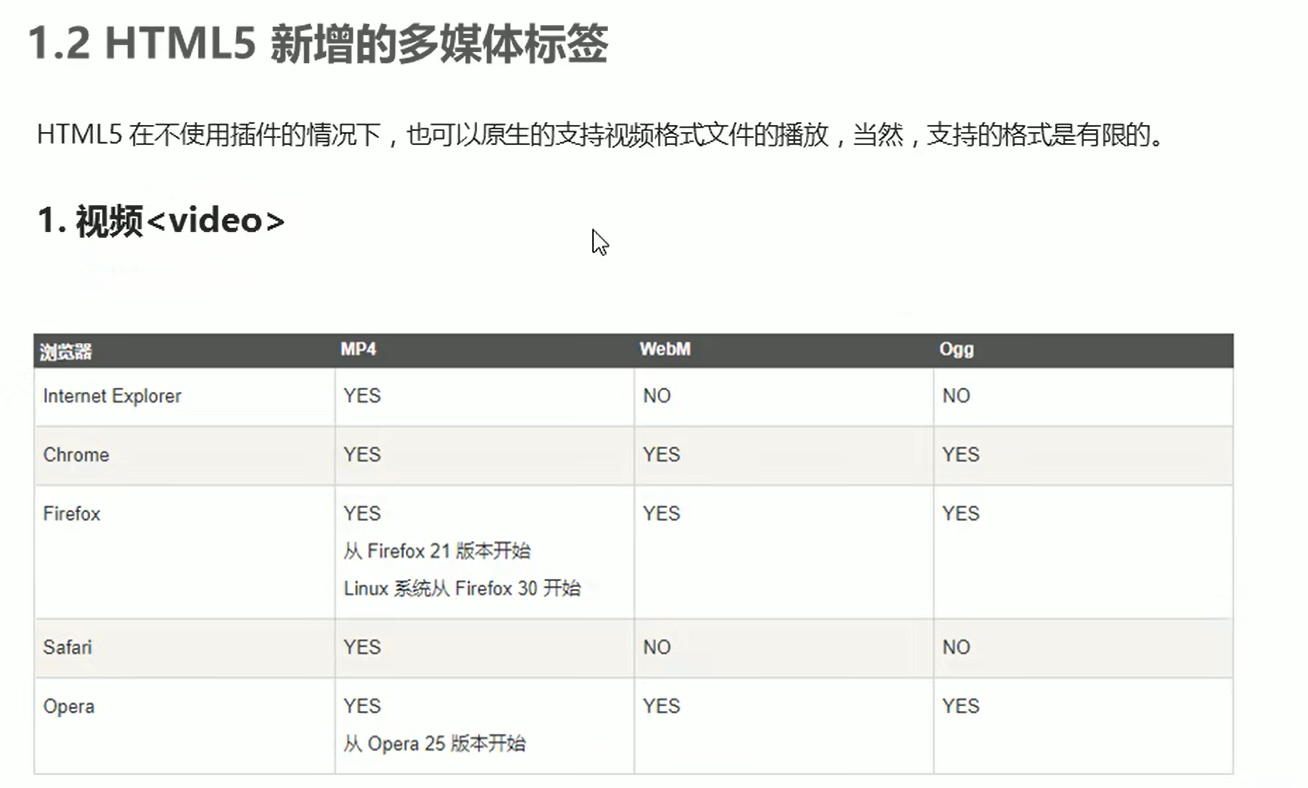 1.2 HTML5 新增的多媒体标签
HTML5 在不使用插件的情况下，也可以原生的支持视频格式文件的播放，当然，支持的格式是有限的。
1. 视频<video>
浏览器 MP4 WebM Ogg
Internet Explorer YES NO NO
Chrome YES YES YES
Firefox YES YES YES
从 Firefox 21 版本开始
Linux 系统从 Firefox 30 开始
Safari YES NO NO
Opera YES YES YES
从 Opera 25 版本开始